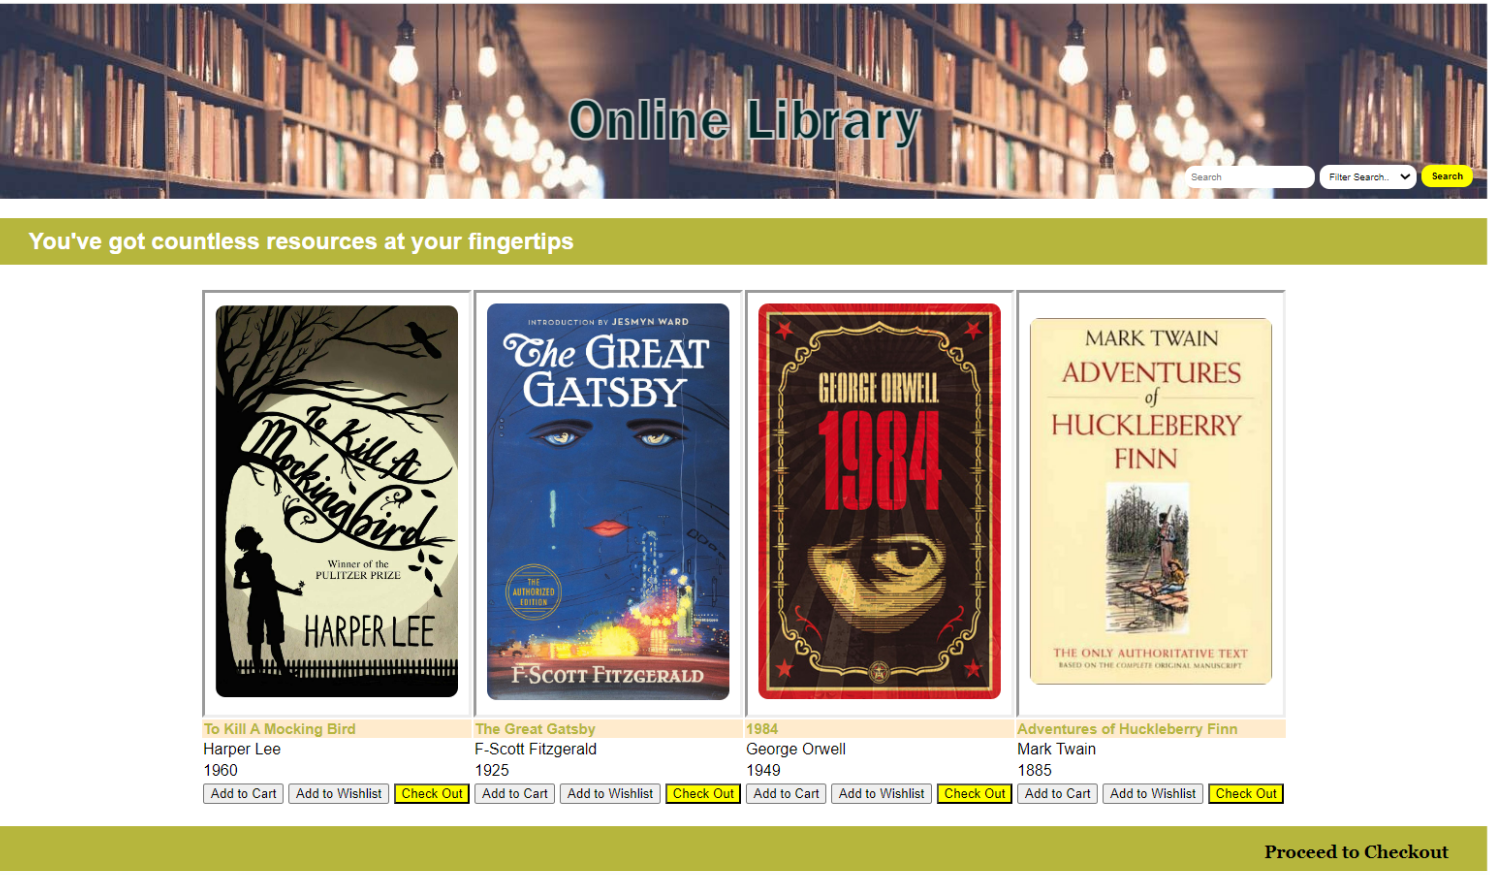 Online Library
Search Filter Search.. Search
You've got countless resources at your fingertips
To Kill A
Mockingbird
Winner of the
PULITZER PRIZE
HARPER LEE
INTRODUCTION BY JESMYN WARD
The GREAT
GATSBY
THE
AUTHORIZED
EDITION
F·SCOTT FITZGERALD
GEORGE ORWELL
1984
MARK TWAIN
ADVENTURES
of
HUCKLEBERRY
FINN
THE ONLY AUTHORITATIVE TEXT
BASED ON THE COMPLETE ORIGINAL MANUSCRIPT
To Kill A Mocking Bird
Harper Lee
1960
Add to Cart Add to Wishlist Check Out
The Great Gatsby
F-Scott Fitzgerald
1925
Add to Cart Add to Wishlist Check Out
1984
George Orwell
1949
Add to Cart Add to Wishlist Check Out
Adventures of Huckleberry Finn
Mark Twain
1885
Add to Cart Add to Wishlist Check Out
Proceed to Checkout